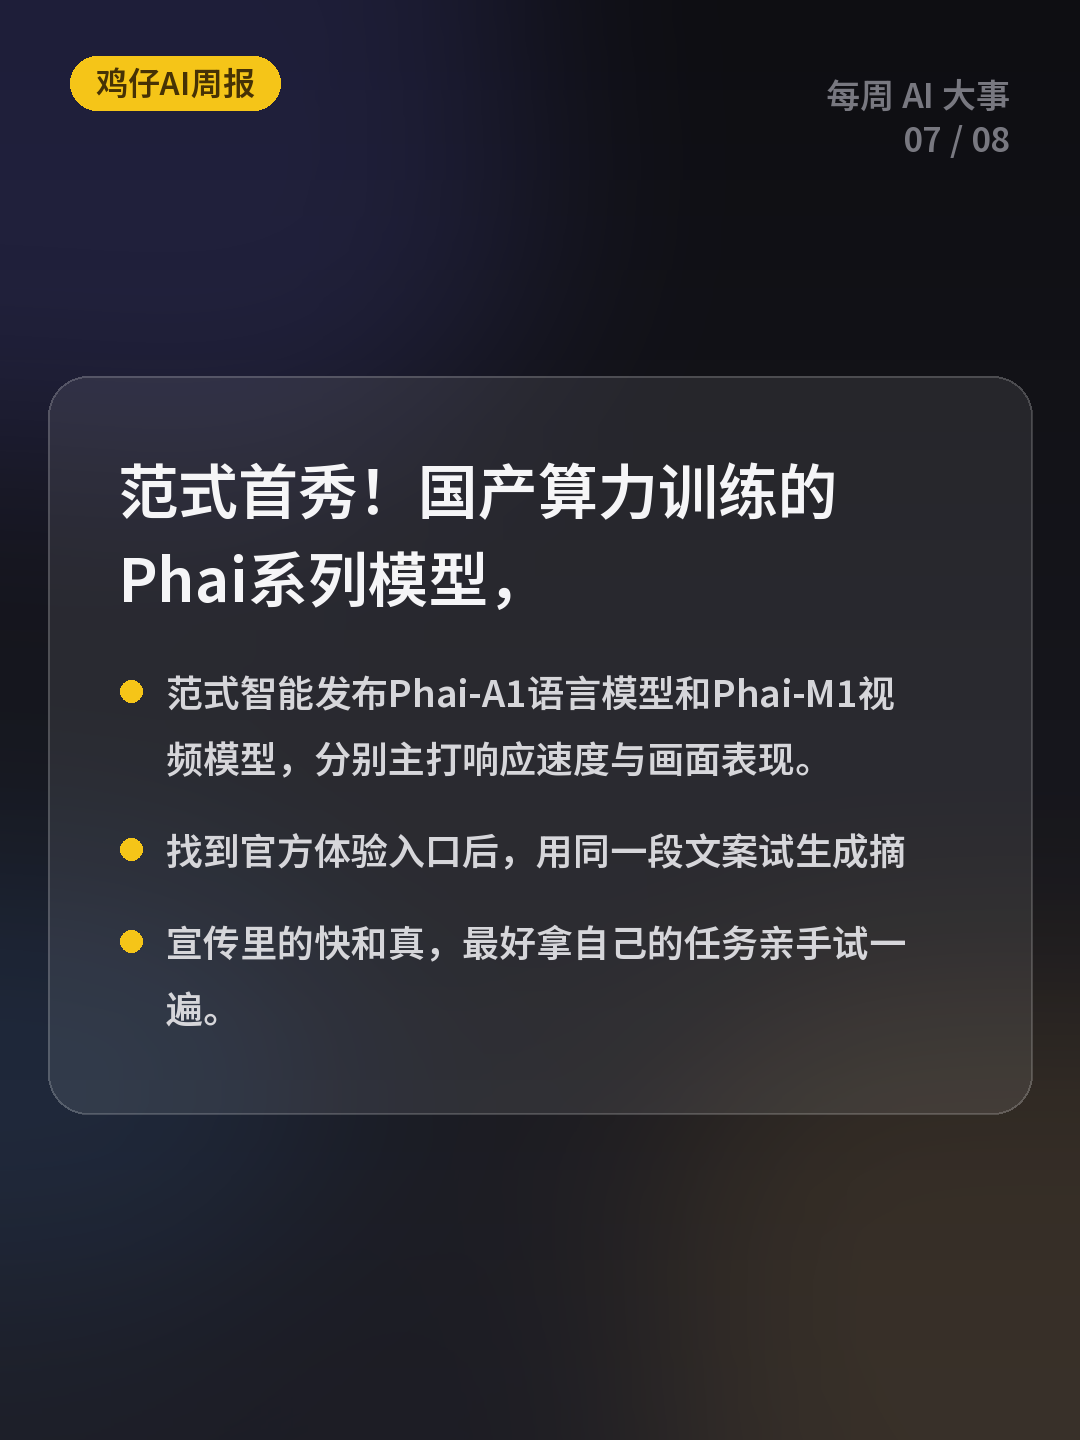 鸡仔AI周报
每周 AI 大事
07 / 08
范式首秀！国产算力训练的
Phai系列模型，
范式智能发布Phai-A1语言模型和Phai-M1视
频模型，分别主打响应速度与画面表现。
找到官方体验入口后，用同一段文案试生成摘
宣传里的快和真，最好拿自己的任务亲手试一
遍。